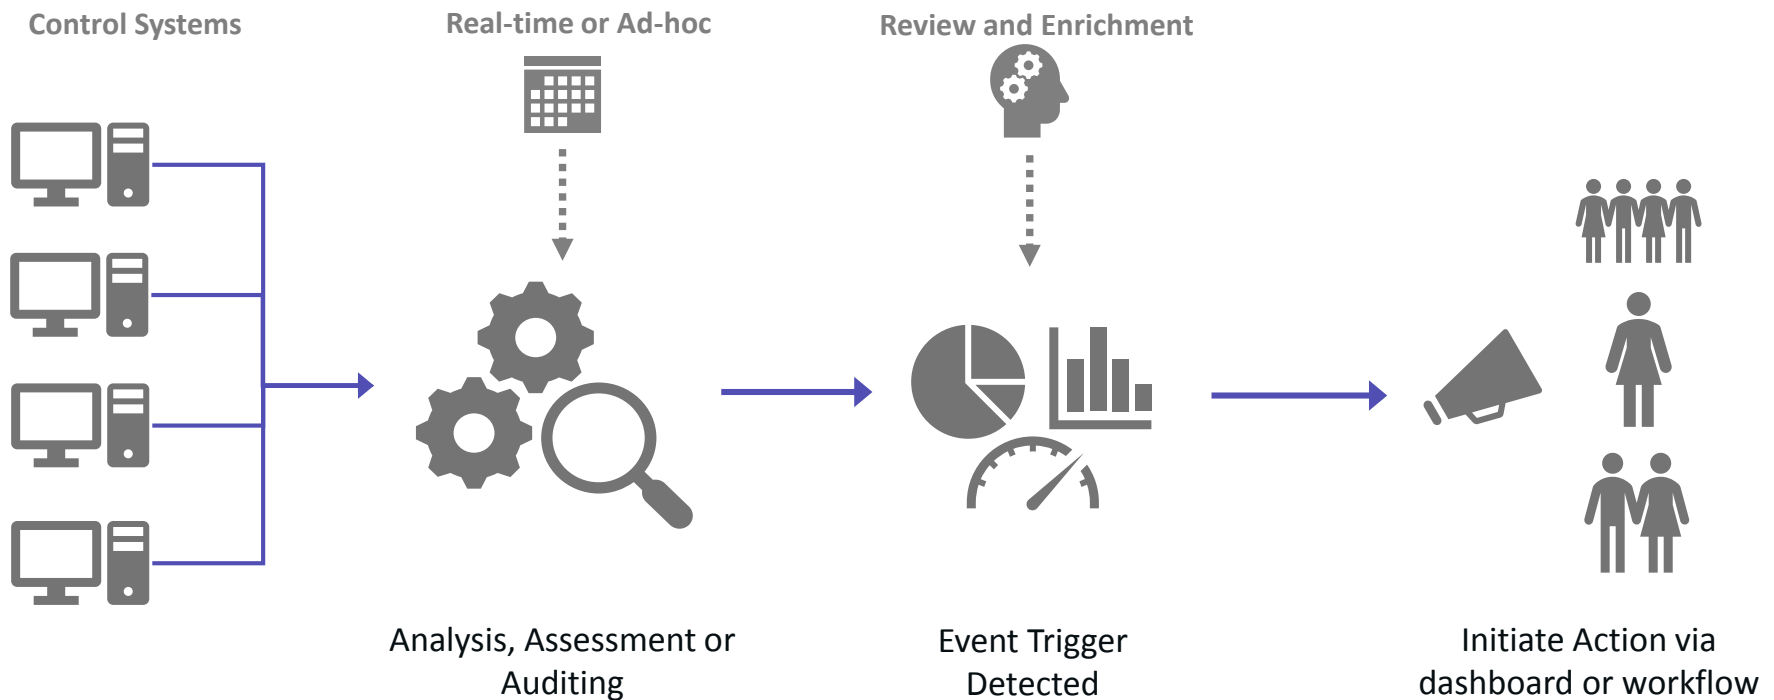 Control Systems
Real-time or Ad-hoc
Review and Enrichment
Analysis, Assessment or
Auditing
Event Trigger
Detected
Initiate Action via
dashboard or workflow